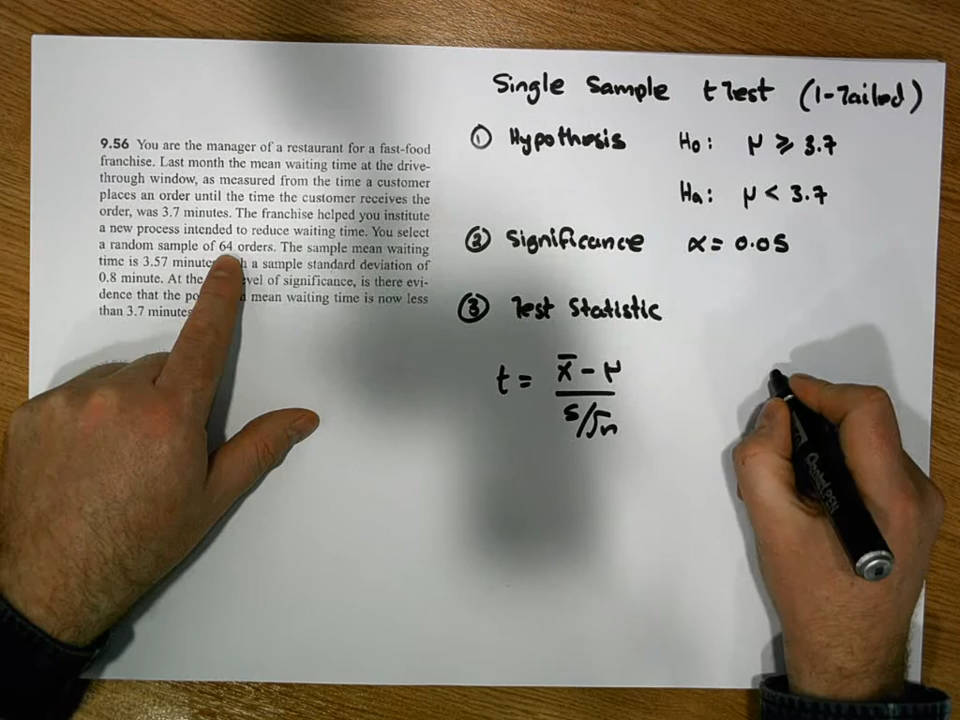 Single Sample t Test (1-Tailed)
① Hypothesis H₀: μ ≥ 3.7
Hₐ: μ < 3.7
② Significance α = 0.05
③ Test Statistic
t = x̄ - μ
s/√n
9.56 You are the manager of a restaurant for a fast-food
franchise. Last month the mean waiting time at the drive-
through window, as measured from the time a customer
places an order until the time the customer receives the
order, was 3.7 minutes. The franchise helped you institute
a new process intended to reduce waiting time. You select
a random sample of 64 orders. The sample mean waiting
time is 3.57 minutes a sample standard deviation of
0.8 minute. At the level of significance, is there evi-
dence that the mean waiting time is now less
than 3.7 minutes